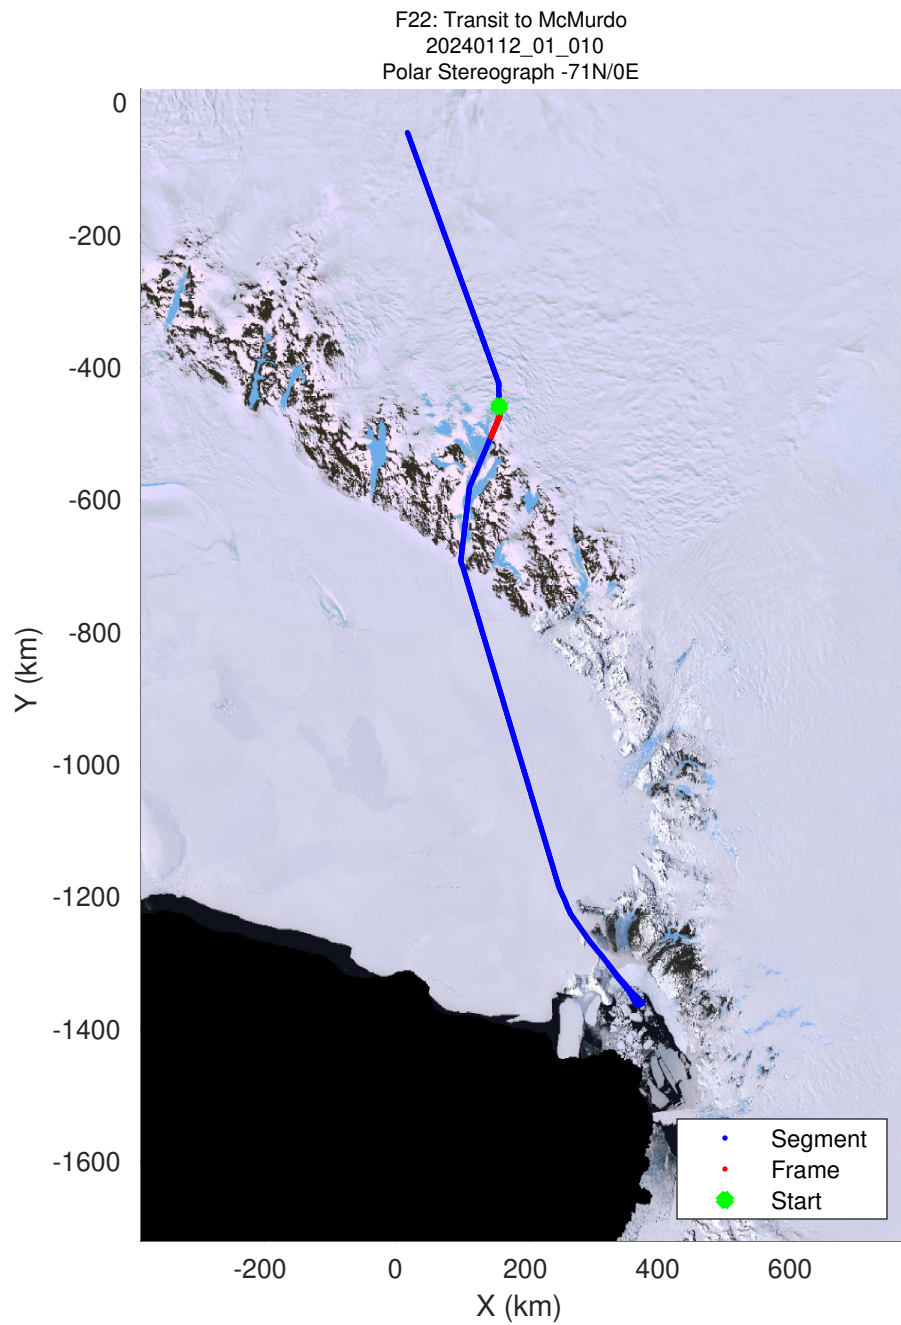 F22: Transit to McMurdo
20240112_01_010
Polar Stereograph -71N/0E
0
-200
-400
-600
-800
-1000
-1200
-1400
-1600
Y (km)
Segment
Frame
Start
-200
0
200
400
600
X (km)